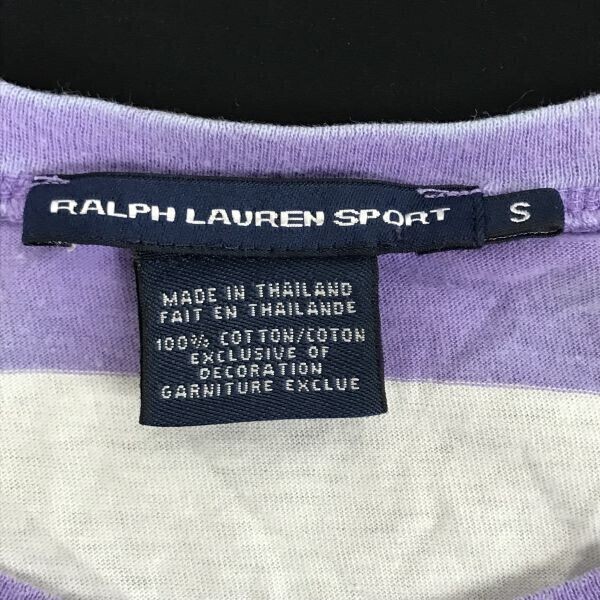 RALPH LAUREN SPORT
S
MADE IN THAILAND
FAIT EN THAILANDE
100% COTTON/COTON
EXCLUSIVE OF
DECORATION
GARNITURE EXCLUE